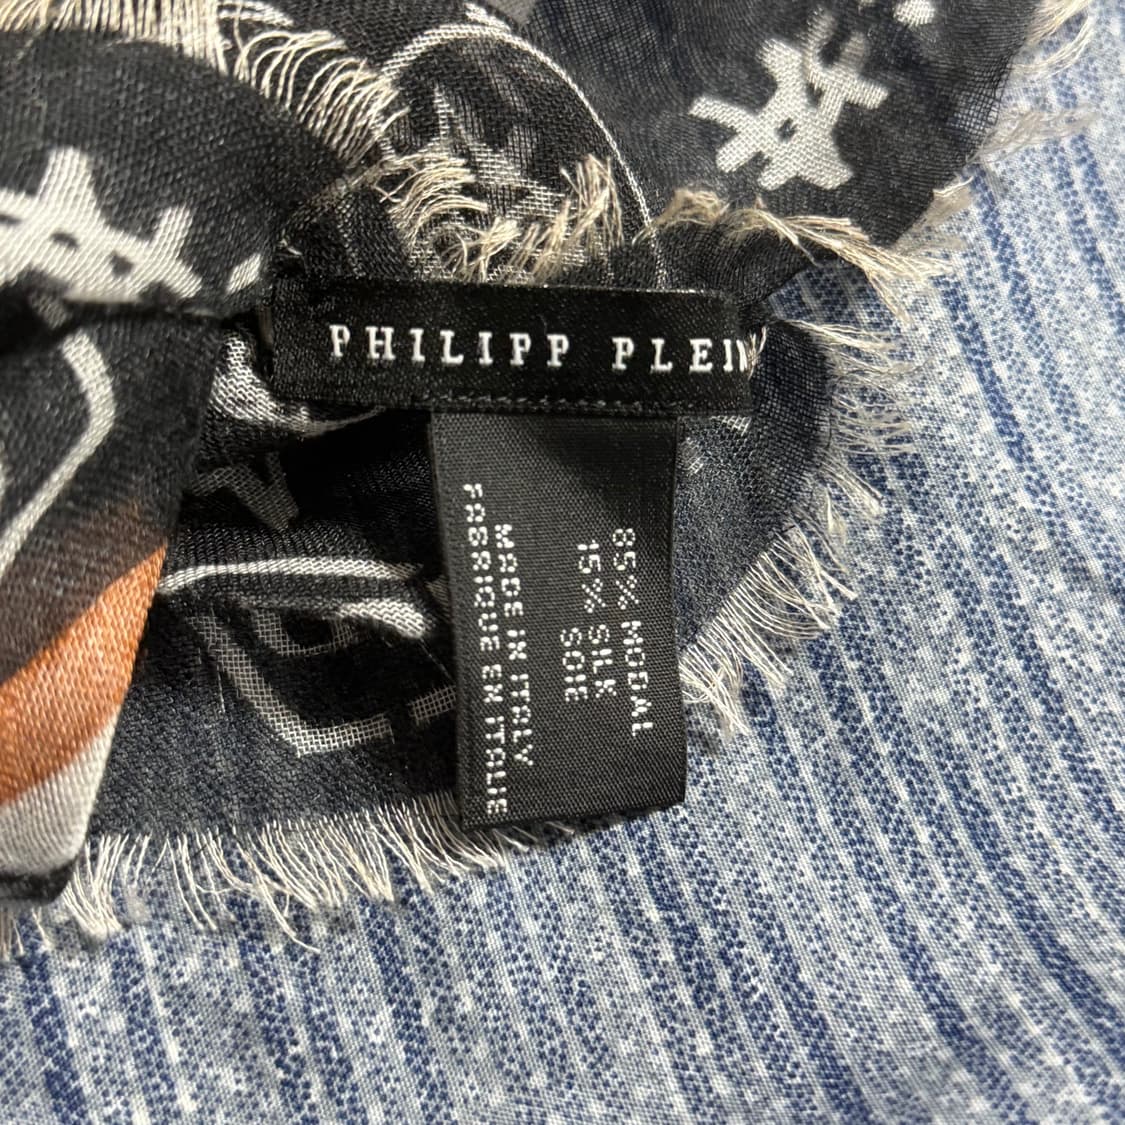 PHILIPP PLEIN
85% MODAL
15% SILK
SOIE
MADE IN ITALY
FABRIQUE EN ITALIE